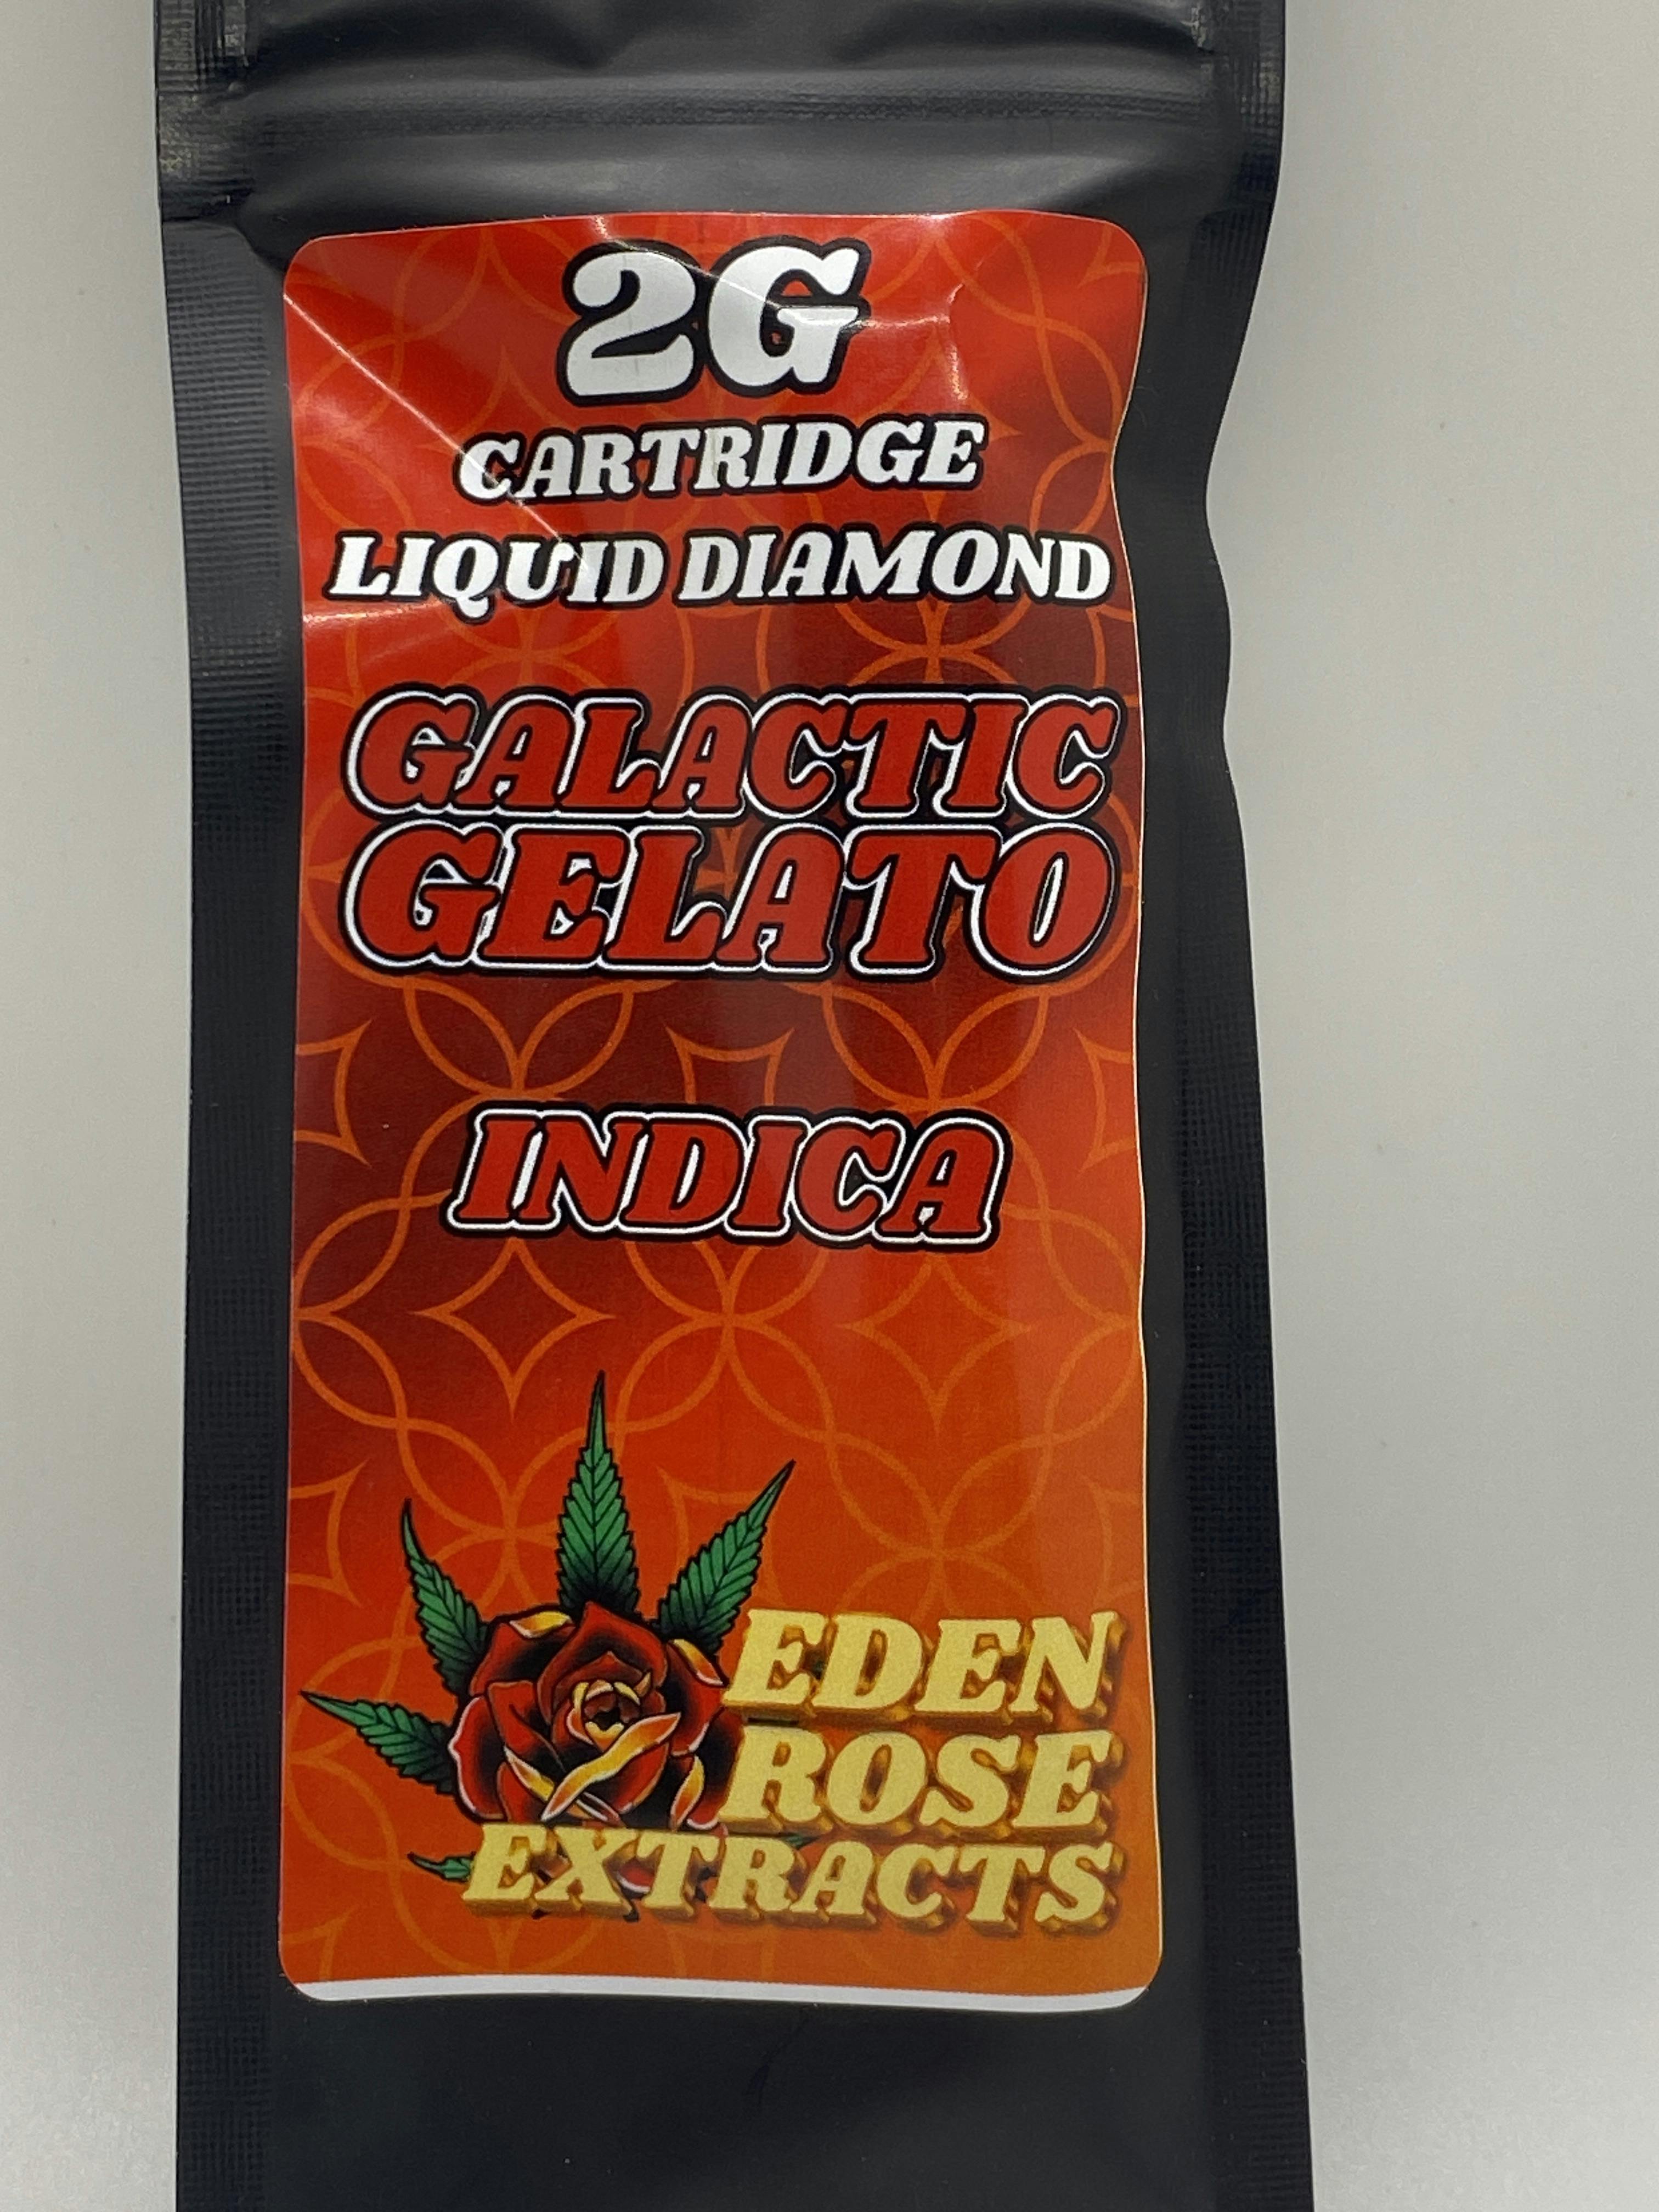 2G
CARTRIDGE
LIQUID DIAMOND
GALACTIC
GELATO
INDICA
EDEN
ROSE
EXTRACTS